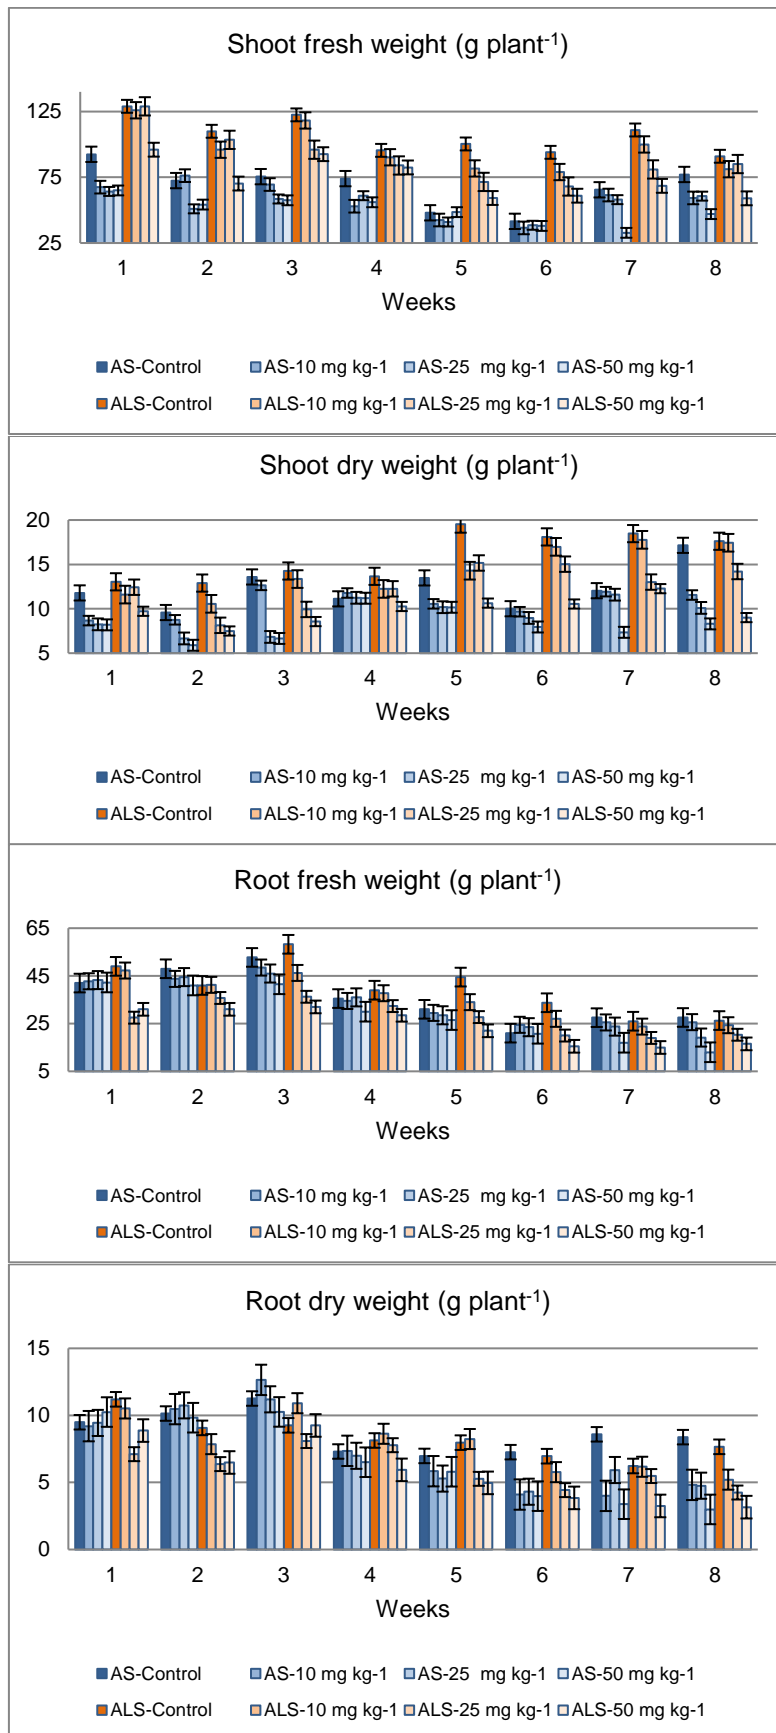 Shoot fresh weight (g plant⁻¹)
125
75
25
1 2 3 4 5 6 7 8
Weeks
AS-Control AS-10 mg kg-1 AS-25 mg kg-1 AS-50 mg kg-1
ALS-Control ALS-10 mg kg-1 ALS-25 mg kg-1 ALS-50 mg kg-1
Shoot dry weight (g plant⁻¹)
20
15
10
5
1 2 3 4 5 6 7 8
Weeks
AS-Control AS-10 mg kg-1 AS-25 mg kg-1 AS-50 mg kg-1
ALS-Control ALS-10 mg kg-1 ALS-25 mg kg-1 ALS-50 mg kg-1
Root fresh weight (g plant⁻¹)
65
45
25
5
1 2 3 4 5 6 7 8
Weeks
AS-Control AS-10 mg kg-1 AS-25 mg kg-1 AS-50 mg kg-1
ALS-Control ALS-10 mg kg-1 ALS-25 mg kg-1 ALS-50 mg kg-1
Root dry weight (g plant⁻¹)
15
10
5
0
1 2 3 4 5 6 7 8
Weeks
AS-Control AS-10 mg kg-1 AS-25 mg kg-1 AS-50 mg kg-1
ALS-Control ALS-10 mg kg-1 ALS-25 mg kg-1 ALS-50 mg kg-1